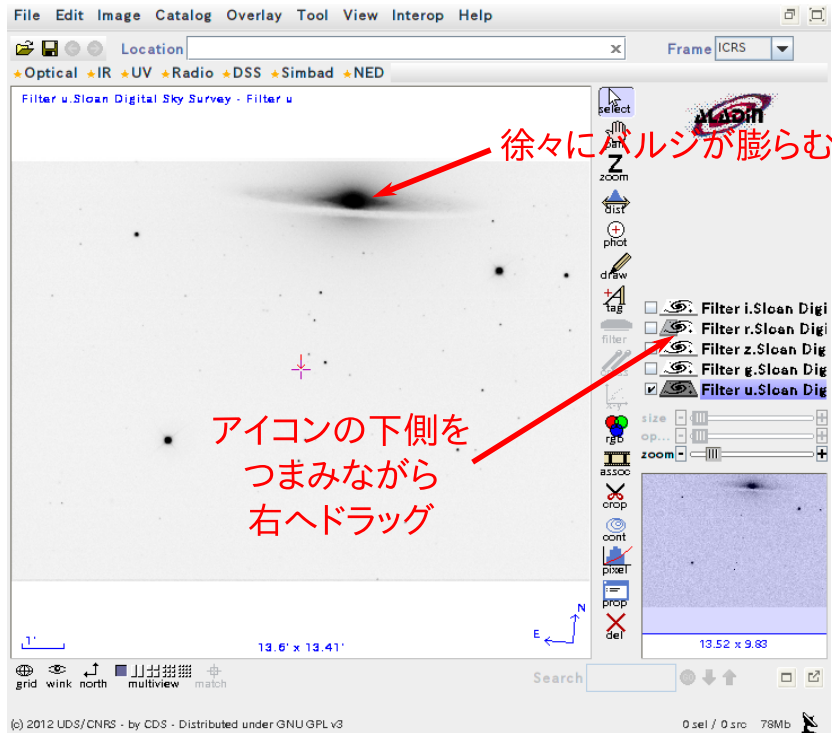 File Edit Image Catalog Overlay Tool View Interop Help
Location
Frame ICRS
Optical IR UV Radio DSS Simbad NED
Filter u.Sloan Digital Sky Survey - Filter u
select
ALADIN
徐々にバルジが膨らむ
pan
zoom
dist
phot
draw
tag
filter
Filter i.Sloan Digi
Filter r.Sloan Digi
Filter z.Sloan Dig
Filter g.Sloan Dig
Filter u.Sloan Dig
アイコンの下側を
つまみながら
右へドラッグ
size
op...
zoom
rgb
assoc
crop
cont
pixel
prop
del
1'
13.6' x 13.41'
N
E
13.52 x 9.83
grid wink north multiview match
Search
(c) 2012 UDS/CNRS - by CDS - Distributed under GNU GPL v3
0 sel / 0 src 78Mb